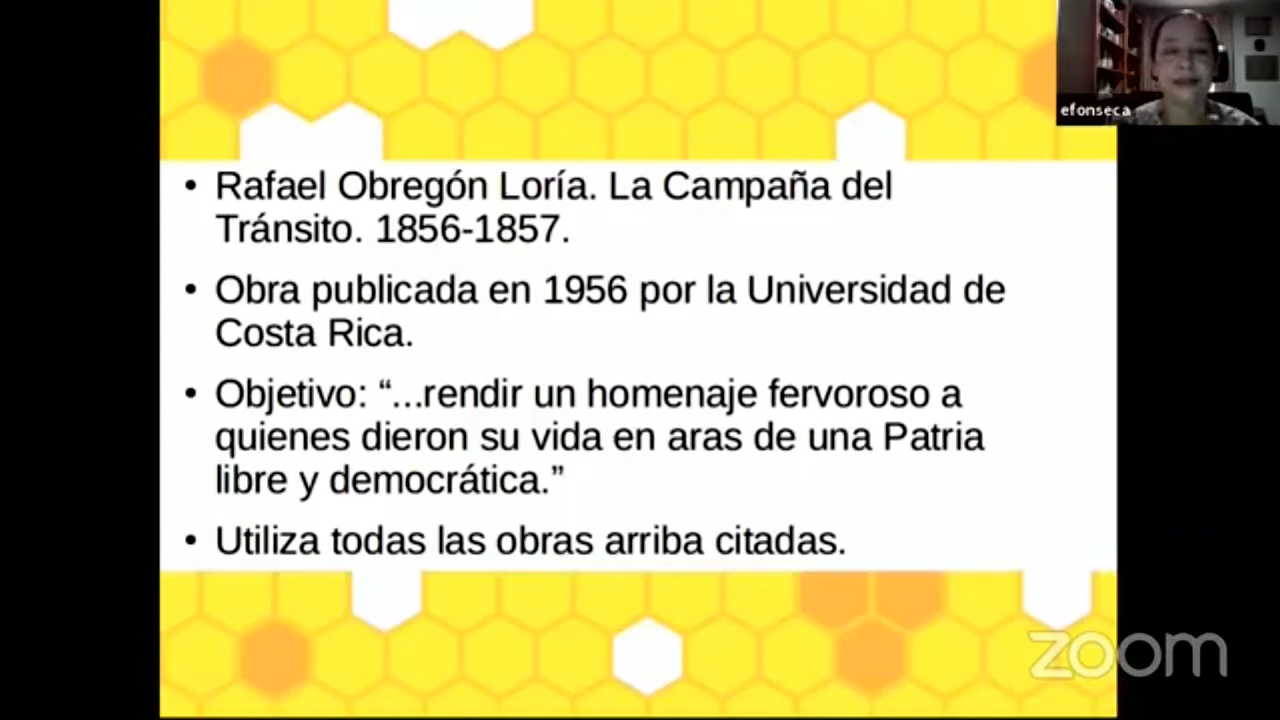 efonseca
• Rafael Obregón Loría. La Campaña del
Tránsito. 1856-1857.
• Obra publicada en 1956 por la Universidad de
Costa Rica.
• Objetivo: “...rendir un homenaje fervoroso a
quienes dieron su vida en aras de una Patria
libre y democrática.”
• Utiliza todas las obras arriba citadas.
zoom